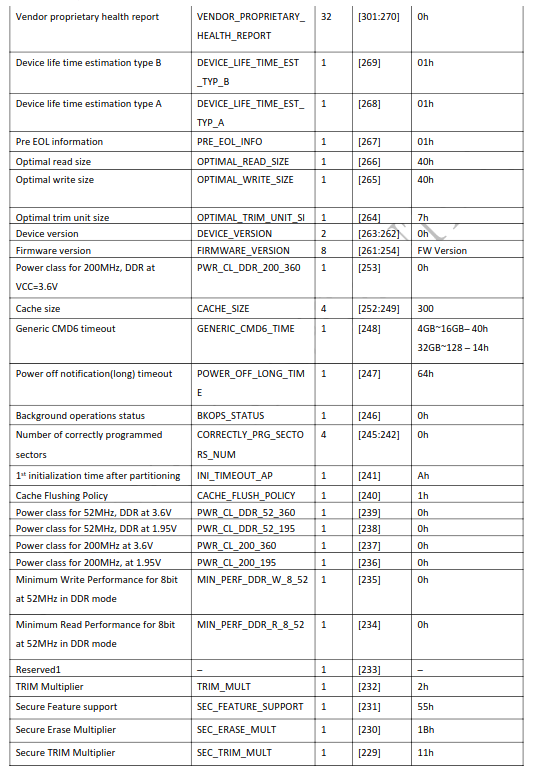 Vendor proprietary health report VENDOR_PROPRIETARY_ 32 [301:270] 0h
HEALTH_REPORT
Device life time estimation type B DEVICE_LIFE_TIME_EST 1 [269] 01h
_TYP_B
Device life time estimation type A DEVICE_LIFE_TIME_EST_ 1 [268] 01h
TYP_A
Pre EOL information PRE_EOL_INFO 1 [267] 01h
Optimal read size OPTIMAL_READ_SIZE 1 [266] 40h
Optimal write size OPTIMAL_WRITE_SIZE 1 [265] 40h
Optimal trim unit size OPTIMAL_TRIM_UNIT_SI 1 [264] 7h
Device version DEVICE_VERSION 2 [263:262] 0h
Firmware version FIRMWARE_VERSION 8 [261:254] FW Version
Power class for 200MHz, DDR at PWR_CL_DDR_200_360 1 [253] 0h
VCC=3.6V
Cache size CACHE_SIZE 4 [252:249] 300
Generic CMD6 timeout GENERIC_CMD6_TIME 1 [248] 4GB~16GB– 40h
32GB~128 – 14h
Power off notification(long) timeout POWER_OFF_LONG_TIM 1 [247] 64h
E
Background operations status BKOPS_STATUS 1 [246] 0h
Number of correctly programmed CORRECTLY_PRG_SECTO 4 [245:242] 0h
sectors RS_NUM
1st initialization time after partitioning INI_TIMEOUT_AP 1 [241] Ah
Cache Flushing Policy CACHE_FLUSH_POLICY 1 [240] 1h
Power class for 52MHz, DDR at 3.6V PWR_CL_DDR_52_360 1 [239] 0h
Power class for 52MHz, DDR at 1.95V PWR_CL_DDR_52_195 1 [238] 0h
Power class for 200MHz at 3.6V PWR_CL_200_360 1 [237] 0h
Power class for 200MHz, at 1.95V PWR_CL_200_195 1 [236] 0h
Minimum Write Performance for 8bit MIN_PERF_DDR_W_8_52 1 [235] 0h
at 52MHz in DDR mode
Minimum Read Performance for 8bit MIN_PERF_DDR_R_8_52 1 [234] 0h
at 52MHz in DDR mode
Reserved1 – 1 [233] –
TRIM Multiplier TRIM_MULT 1 [232] 2h
Secure Feature support SEC_FEATURE_SUPPORT 1 [231] 55h
Secure Erase Multiplier SEC_ERASE_MULT 1 [230] 1Bh
Secure TRIM Multiplier SEC_TRIM_MULT 1 [229] 11h